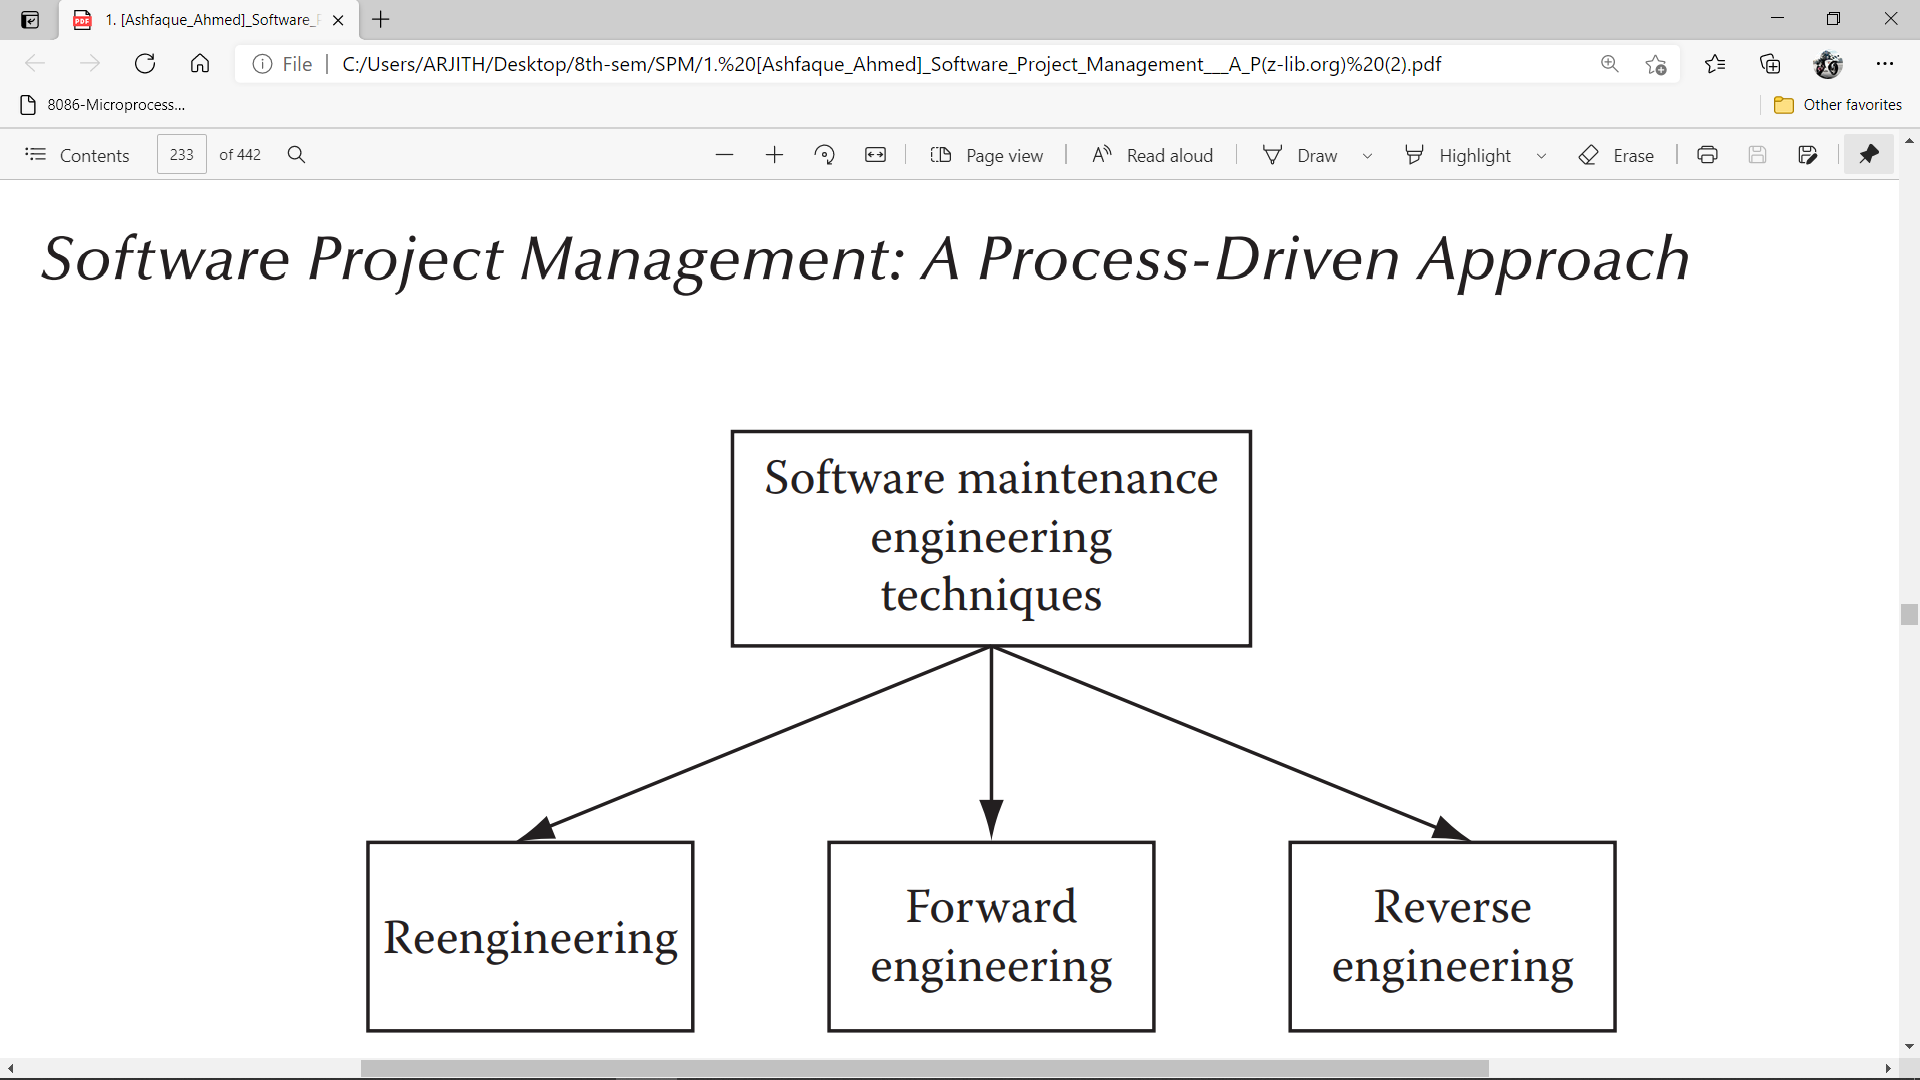 1. [Ashfaque_Ahmed]_Software_
File
C:/Users/ARJITH/Desktop/8th-sem/SPM/1.%20[Ashfaque_Ahmed]_Software_Project_Management___A_P(z-lib.org)%20(2).pdf
8086-Microprocess...
Other favorites
Contents
233
of 442
Page view
Read aloud
Draw
Highlight
Erase
Software Project Management: A Process-Driven Approach
Software maintenance
engineering
techniques
Reengineering
Forward
engineering
Reverse
engineering